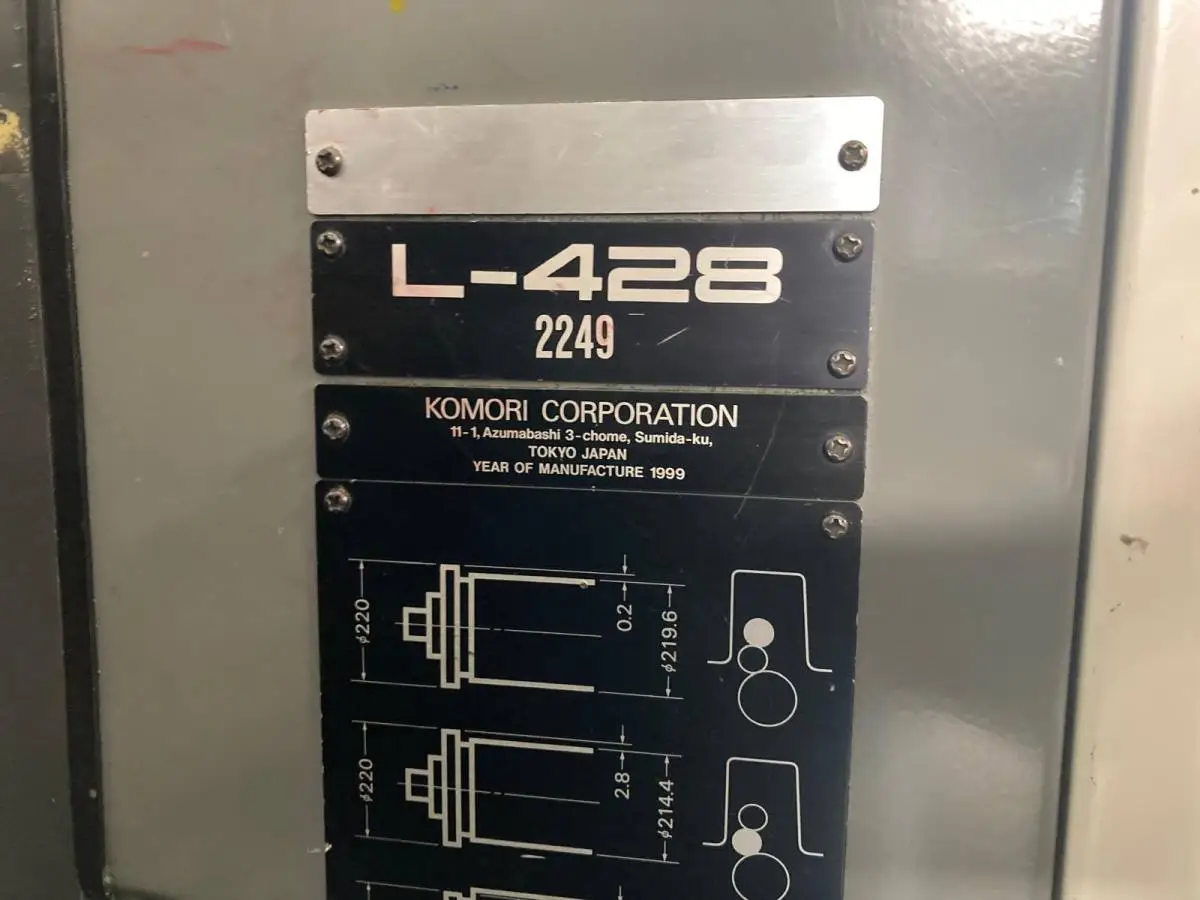 L-428
2249
KOMORI CORPORATION
11-1, Azumabashi 3-chome, Sumida-ku,
TOKYO JAPAN
YEAR OF MANUFACTURE 1999
φ220
0.2
φ219.6
φ220
2.8
φ214.4